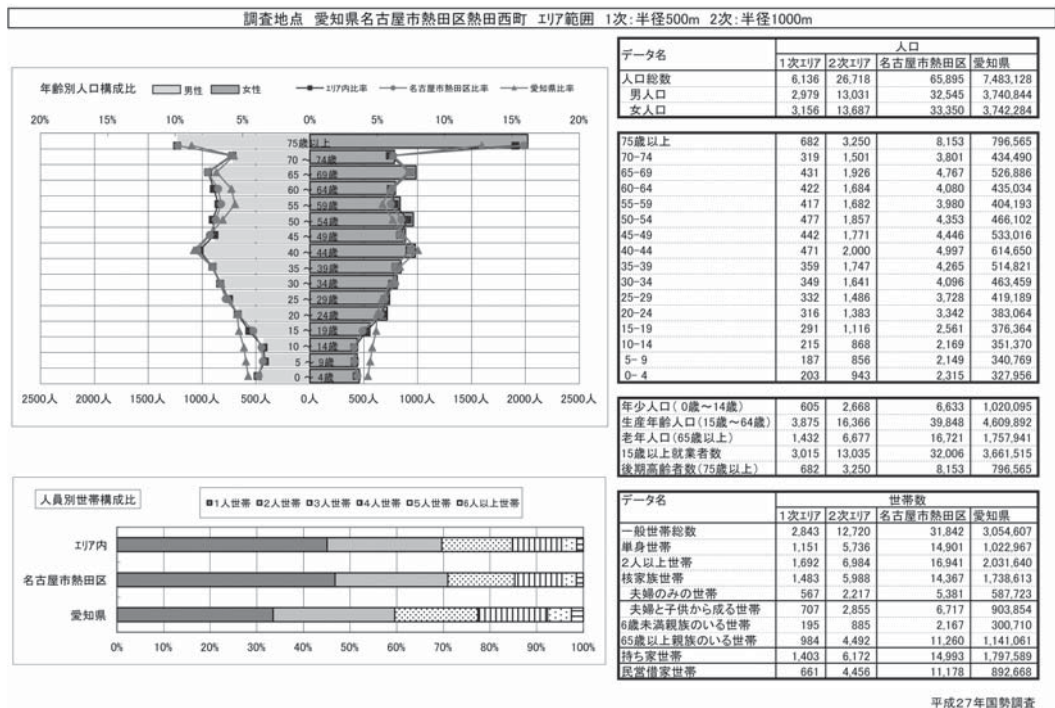 調査地点 愛知県名古屋市熱田区熱田西町 エリア範囲 1次:半径500m 2次:半径1000m
年齢別人口構成比 男性 女性 エリア内比率 名古屋市熱田区比率 愛知県比率
20% 15% 10% 5% 0% 5% 10% 15% 20%
75歳以上
70 ~ 74歳
65 ~ 69歳
60 ~ 64歳
55 ~ 59歳
50 ~ 54歳
45 ~ 49歳
40 ~ 44歳
35 ~ 39歳
30 ~ 34歳
25 ~ 29歳
20 ~ 24歳
15 ~ 19歳
10 ~ 14歳
5 ~ 9歳
0 ~ 4歳
2500人 2000人 1500人 1000人 500人 0人 500人 1000人 1500人 2000人 2500人
人員別世帯構成比 1人世帯 2人世帯 3人世帯 4人世帯 5人世帯 6人以上世帯
エリア内
名古屋市熱田区
愛知県
0% 10% 20% 30% 40% 50% 60% 70% 80% 90% 100%
データ名 人口
1次エリア 2次エリア 名古屋市熱田区 愛知県
人口総数 6,136 26,718 65,895 7,483,128
男人口 2,979 13,031 32,545 3,740,844
女人口 3,156 13,687 33,350 3,742,284
75歳以上 682 3,250 8,153 796,565
70-74 319 1,501 3,801 434,490
65-69 431 1,926 4,767 526,886
60-64 422 1,684 4,080 435,034
55-59 417 1,682 3,980 404,193
50-54 477 1,857 4,353 466,102
45-49 442 1,771 4,446 533,016
40-44 471 2,000 4,997 614,650
35-39 359 1,747 4,265 514,821
30-34 349 1,641 4,096 463,459
25-29 332 1,486 3,728 419,189
20-24 316 1,383 3,342 383,064
15-19 291 1,116 2,561 376,364
10-14 215 868 2,169 351,370
5- 9 187 856 2,149 340,769
0- 4 203 943 2,315 327,956
年少人口(0歳~14歳) 605 2,668 6,633 1,020,095
生産年齢人口(15歳~64歳) 3,875 16,366 39,848 4,609,892
老年人口(65歳以上) 1,432 6,677 16,721 1,757,941
15歳以上就業者数 3,015 13,035 32,006 3,661,515
後期高齢者数(75歳以上) 682 3,250 8,153 796,565
データ名 世帯数
1次エリア 2次エリア 名古屋市熱田区 愛知県
一般世帯総数 2,843 12,720 31,842 3,054,607
単身世帯 1,151 5,736 14,901 1,022,967
2人以上世帯 1,692 6,984 16,941 2,031,640
核家族世帯 1,483 5,988 14,367 1,738,613
夫婦のみの世帯 567 2,217 5,381 587,723
夫婦と子供から成る世帯 707 2,855 6,717 903,854
6歳未満親族のいる世帯 195 885 2,167 300,710
65歳以上親族のいる世帯 984 4,492 11,260 1,141,061
持ち家世帯 1,403 6,172 14,993 1,797,589
民営借家世帯 661 4,456 11,178 892,668
平成27年国勢調査